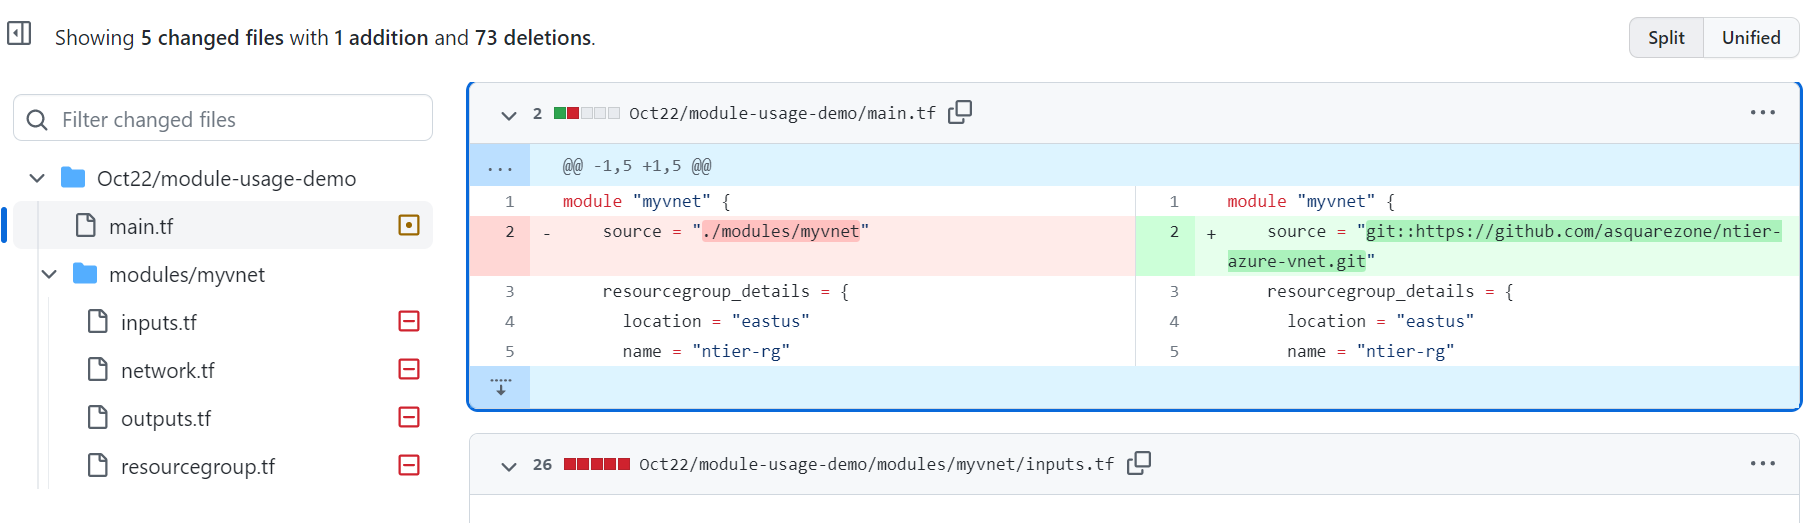 Showing 5 changed files with 1 addition and 73 deletions.
Split
Unified
Filter changed files
Oct22/module-usage-demo
main.tf
modules/myvnet
inputs.tf
network.tf
outputs.tf
resourcegroup.tf
2 Oct22/module-usage-demo/main.tf
... @@ -1,5 +1,5 @@
1 module "myvnet" {
2 - source = "./modules/myvnet"
3 resourcegroup_details = {
4 location = "eastus"
5 name = "ntier-rg"
1 module "myvnet" {
2 + source = "git::https://github.com/asquarezone/ntier-
azure-vnet.git"
3 resourcegroup_details = {
4 location = "eastus"
5 name = "ntier-rg"
26 Oct22/module-usage-demo/modules/myvnet/inputs.tf